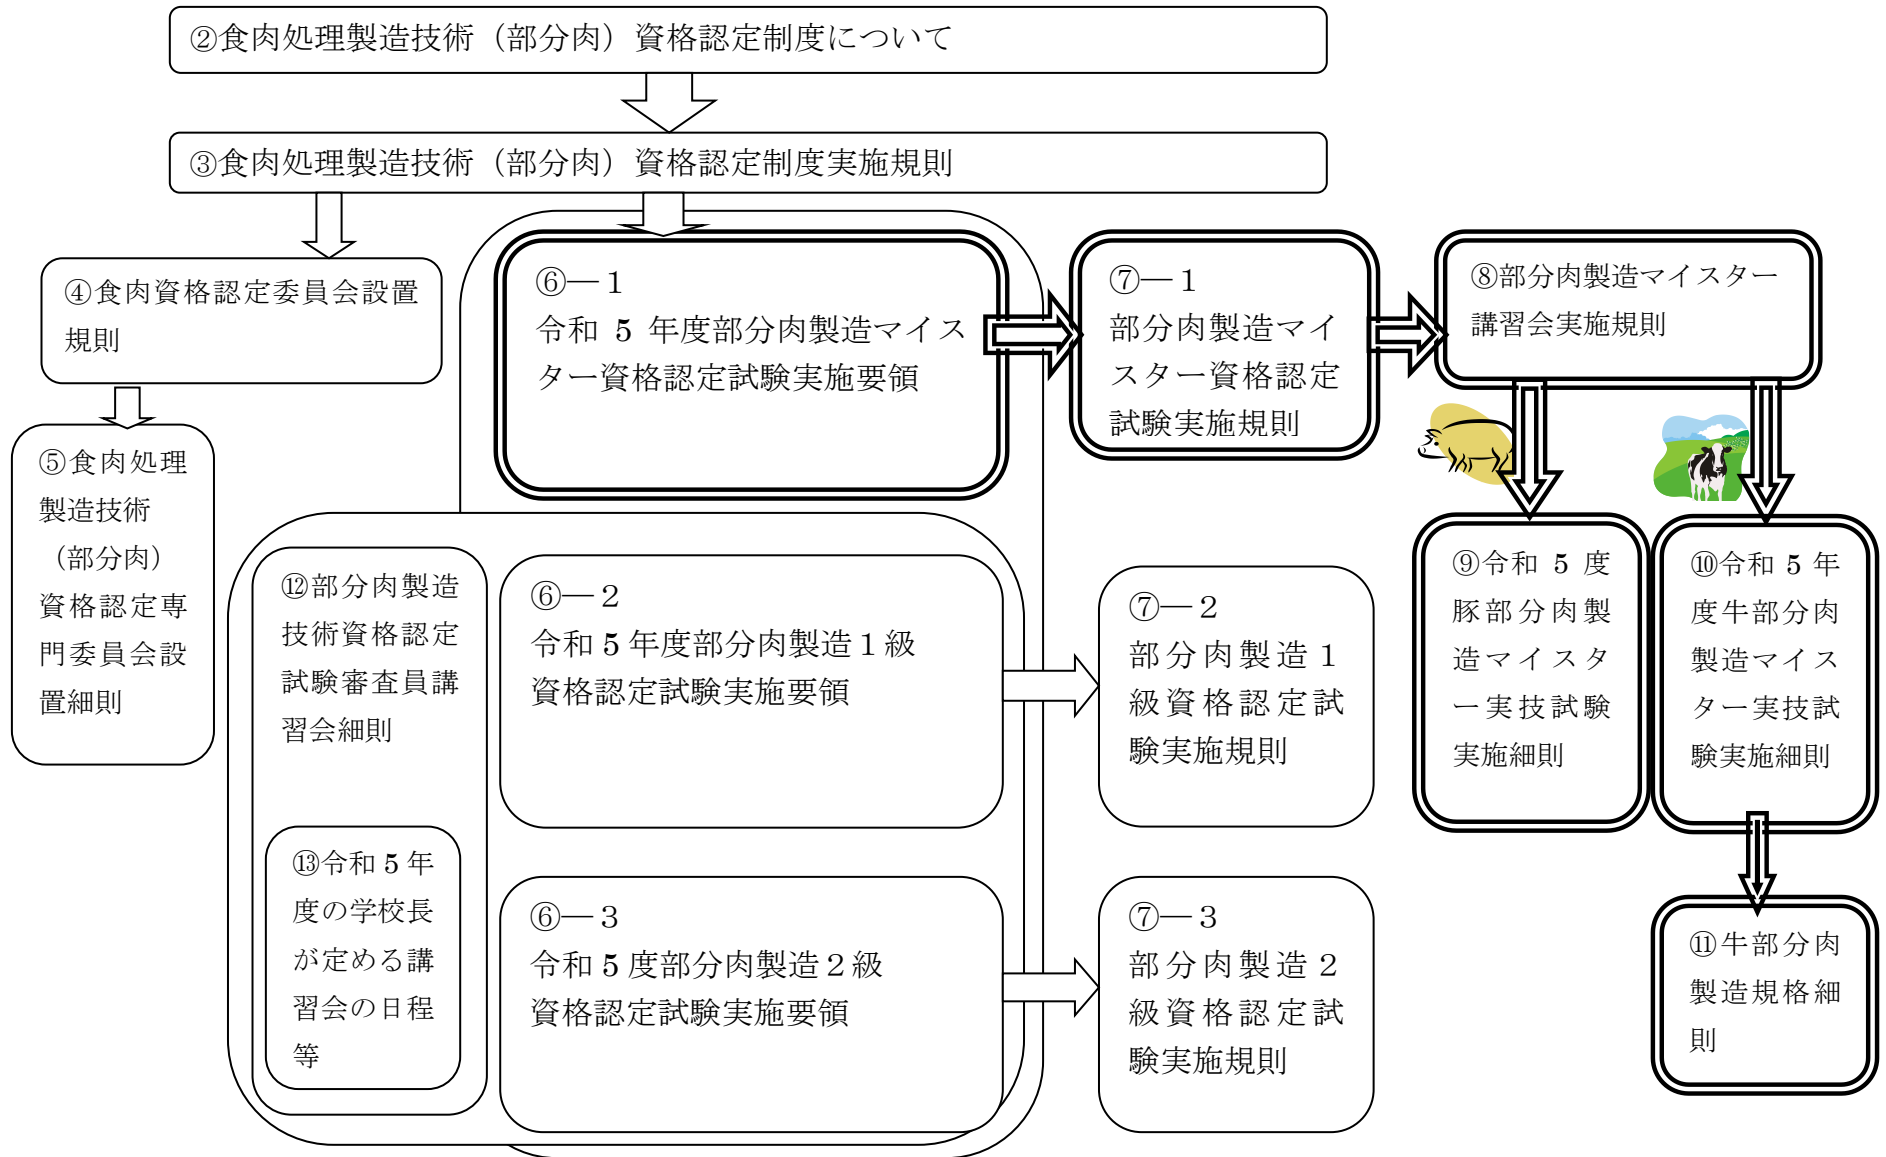 ②食肉処理製造技術（部分肉）資格認定制度について
③食肉処理製造技術（部分肉）資格認定制度実施規則
④食肉資格認定委員会設置
規則
⑤食肉処理
製造技術
（部分肉）
資格認定専
門委員会設
置細則
⑥―１
令和 5 年度部分肉製造マイス
ター資格認定試験実施要領
⑦―１
部分肉製造マイ
スター資格認定
試験実施規則
⑧部分肉製造マイスター
講習会実施規則
⑨令和 5 度
豚部分肉製
造マイスタ
ー実技試験
実施細則
⑩令和 5 年
度牛部分肉
製造マイス
ター実技試
験実施細則
⑪牛部分肉
製造規格細
則
⑫部分肉製造
技術資格認定
試験審査員講
習会細則
⑬令和 5 年
度の学校長
が定める講
習会の日程
等
⑥―２
令和 5 年度部分肉製造１級
資格認定試験実施要領
⑦―２
部分肉製造１
級資格認定試
験実施規則
⑥―３
令和 5 度部分肉製造２級
資格認定試験実施要領
⑦―３
部分肉製造２
級資格認定試
験実施規則